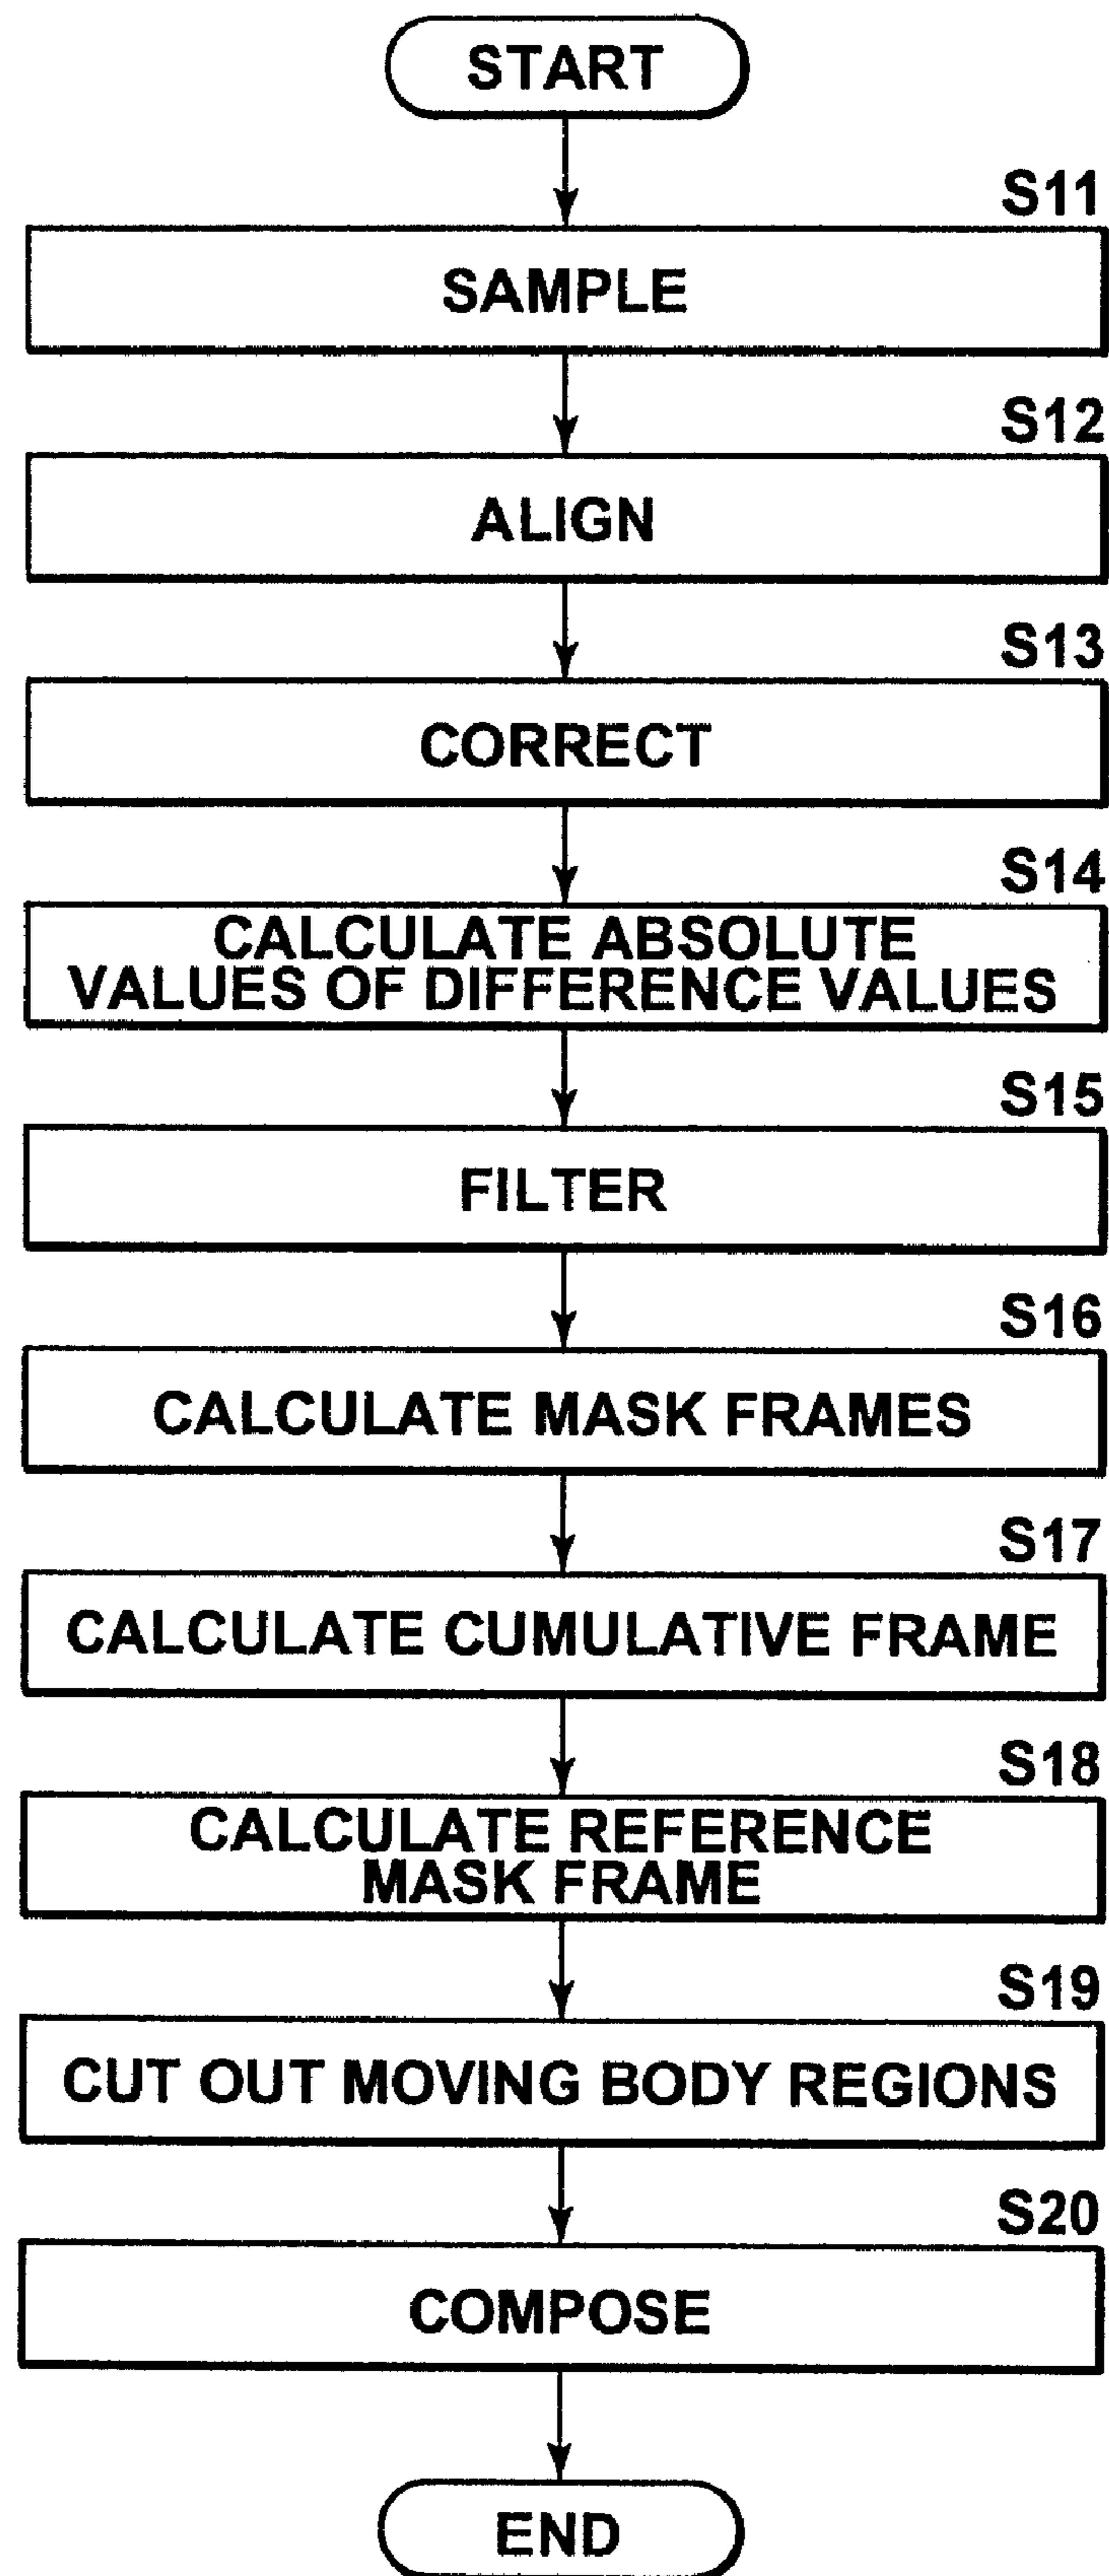 START
S11
SAMPLE
S12
ALIGN
S13
CORRECT
S14
CALCULATE ABSOLUTE
VALUES OF DIFFERENCE VALUES
S15
FILTER
S16
CALCULATE MASK FRAMES
S17
CALCULATE CUMULATIVE FRAME
S18
CALCULATE REFERENCE
MASK FRAME
S19
CUT OUT MOVING BODY REGIONS
S20
COMPOSE
END